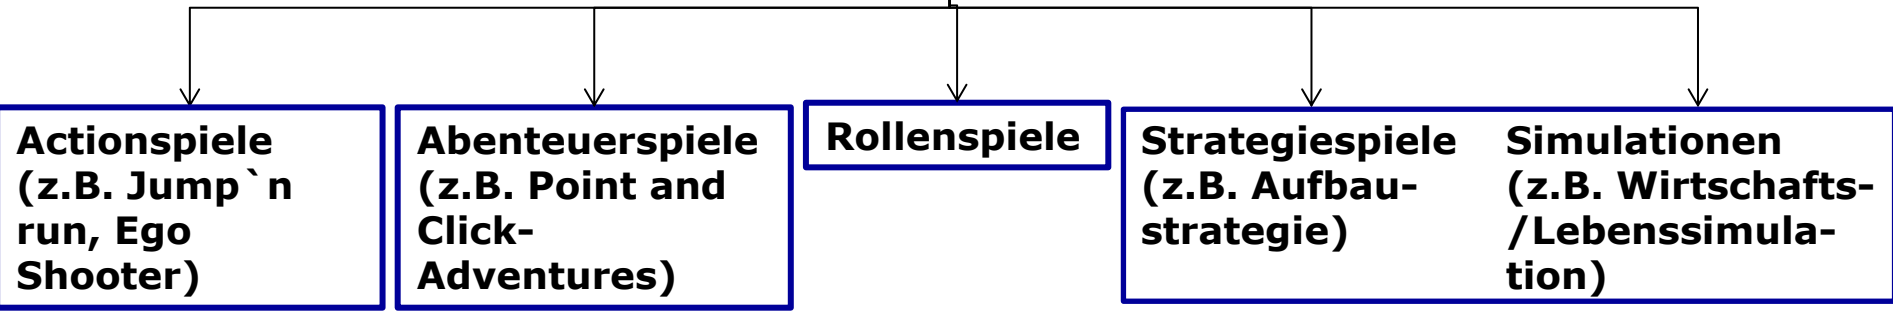 Actionspiele
(z.B. Jump`n
run, Ego
Shooter)
Abenteuerspiele
(z.B. Point and
Click-
Adventures)
Rollenspiele
Strategiespiele
(z.B. Aufbau-
strategie)
Simulationen
(z.B. Wirtschafts-
/Lebenssimula-
tion)